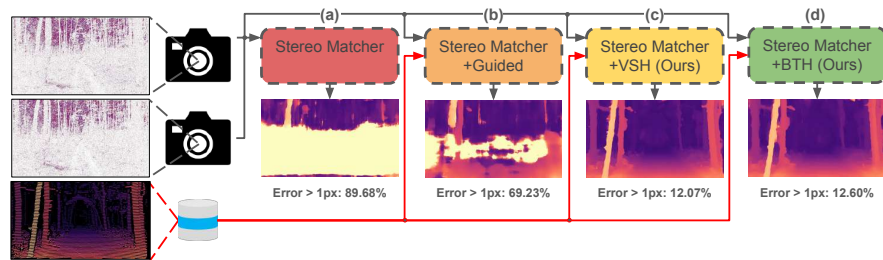 (a)
(b)
(c)
(d)
Stereo Matcher
Stereo Matcher
+Guided
Stereo Matcher
+VSH (Ours)
Stereo Matcher
+BTH (Ours)
Error > 1px: 89.68%
Error > 1px: 69.23%
Error > 1px: 12.07%
Error > 1px: 12.60%